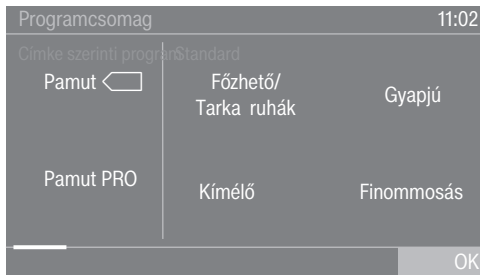 Programcsomag 11:02
Címke szerinti program Standard
Pamut
Főzhető/
Tarka ruhák
Gyapjú
Pamut PRO
Kímélő
Finommosás
OK